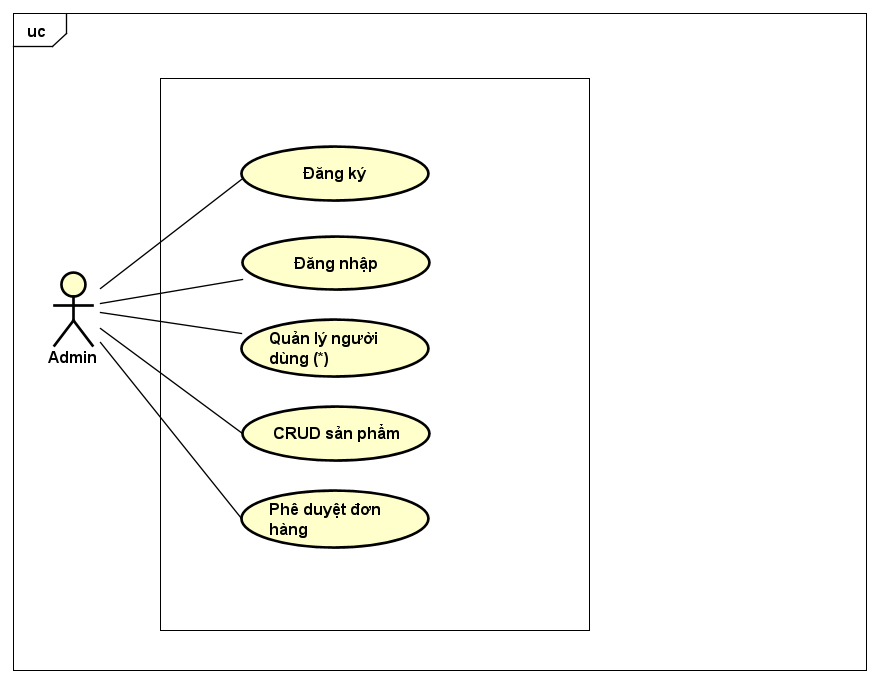 uc
Đăng ký
Đăng nhập
Quản lý người
dùng (*)
Admin
CRUD sản phẩm
Phê duyệt đơn
hàng